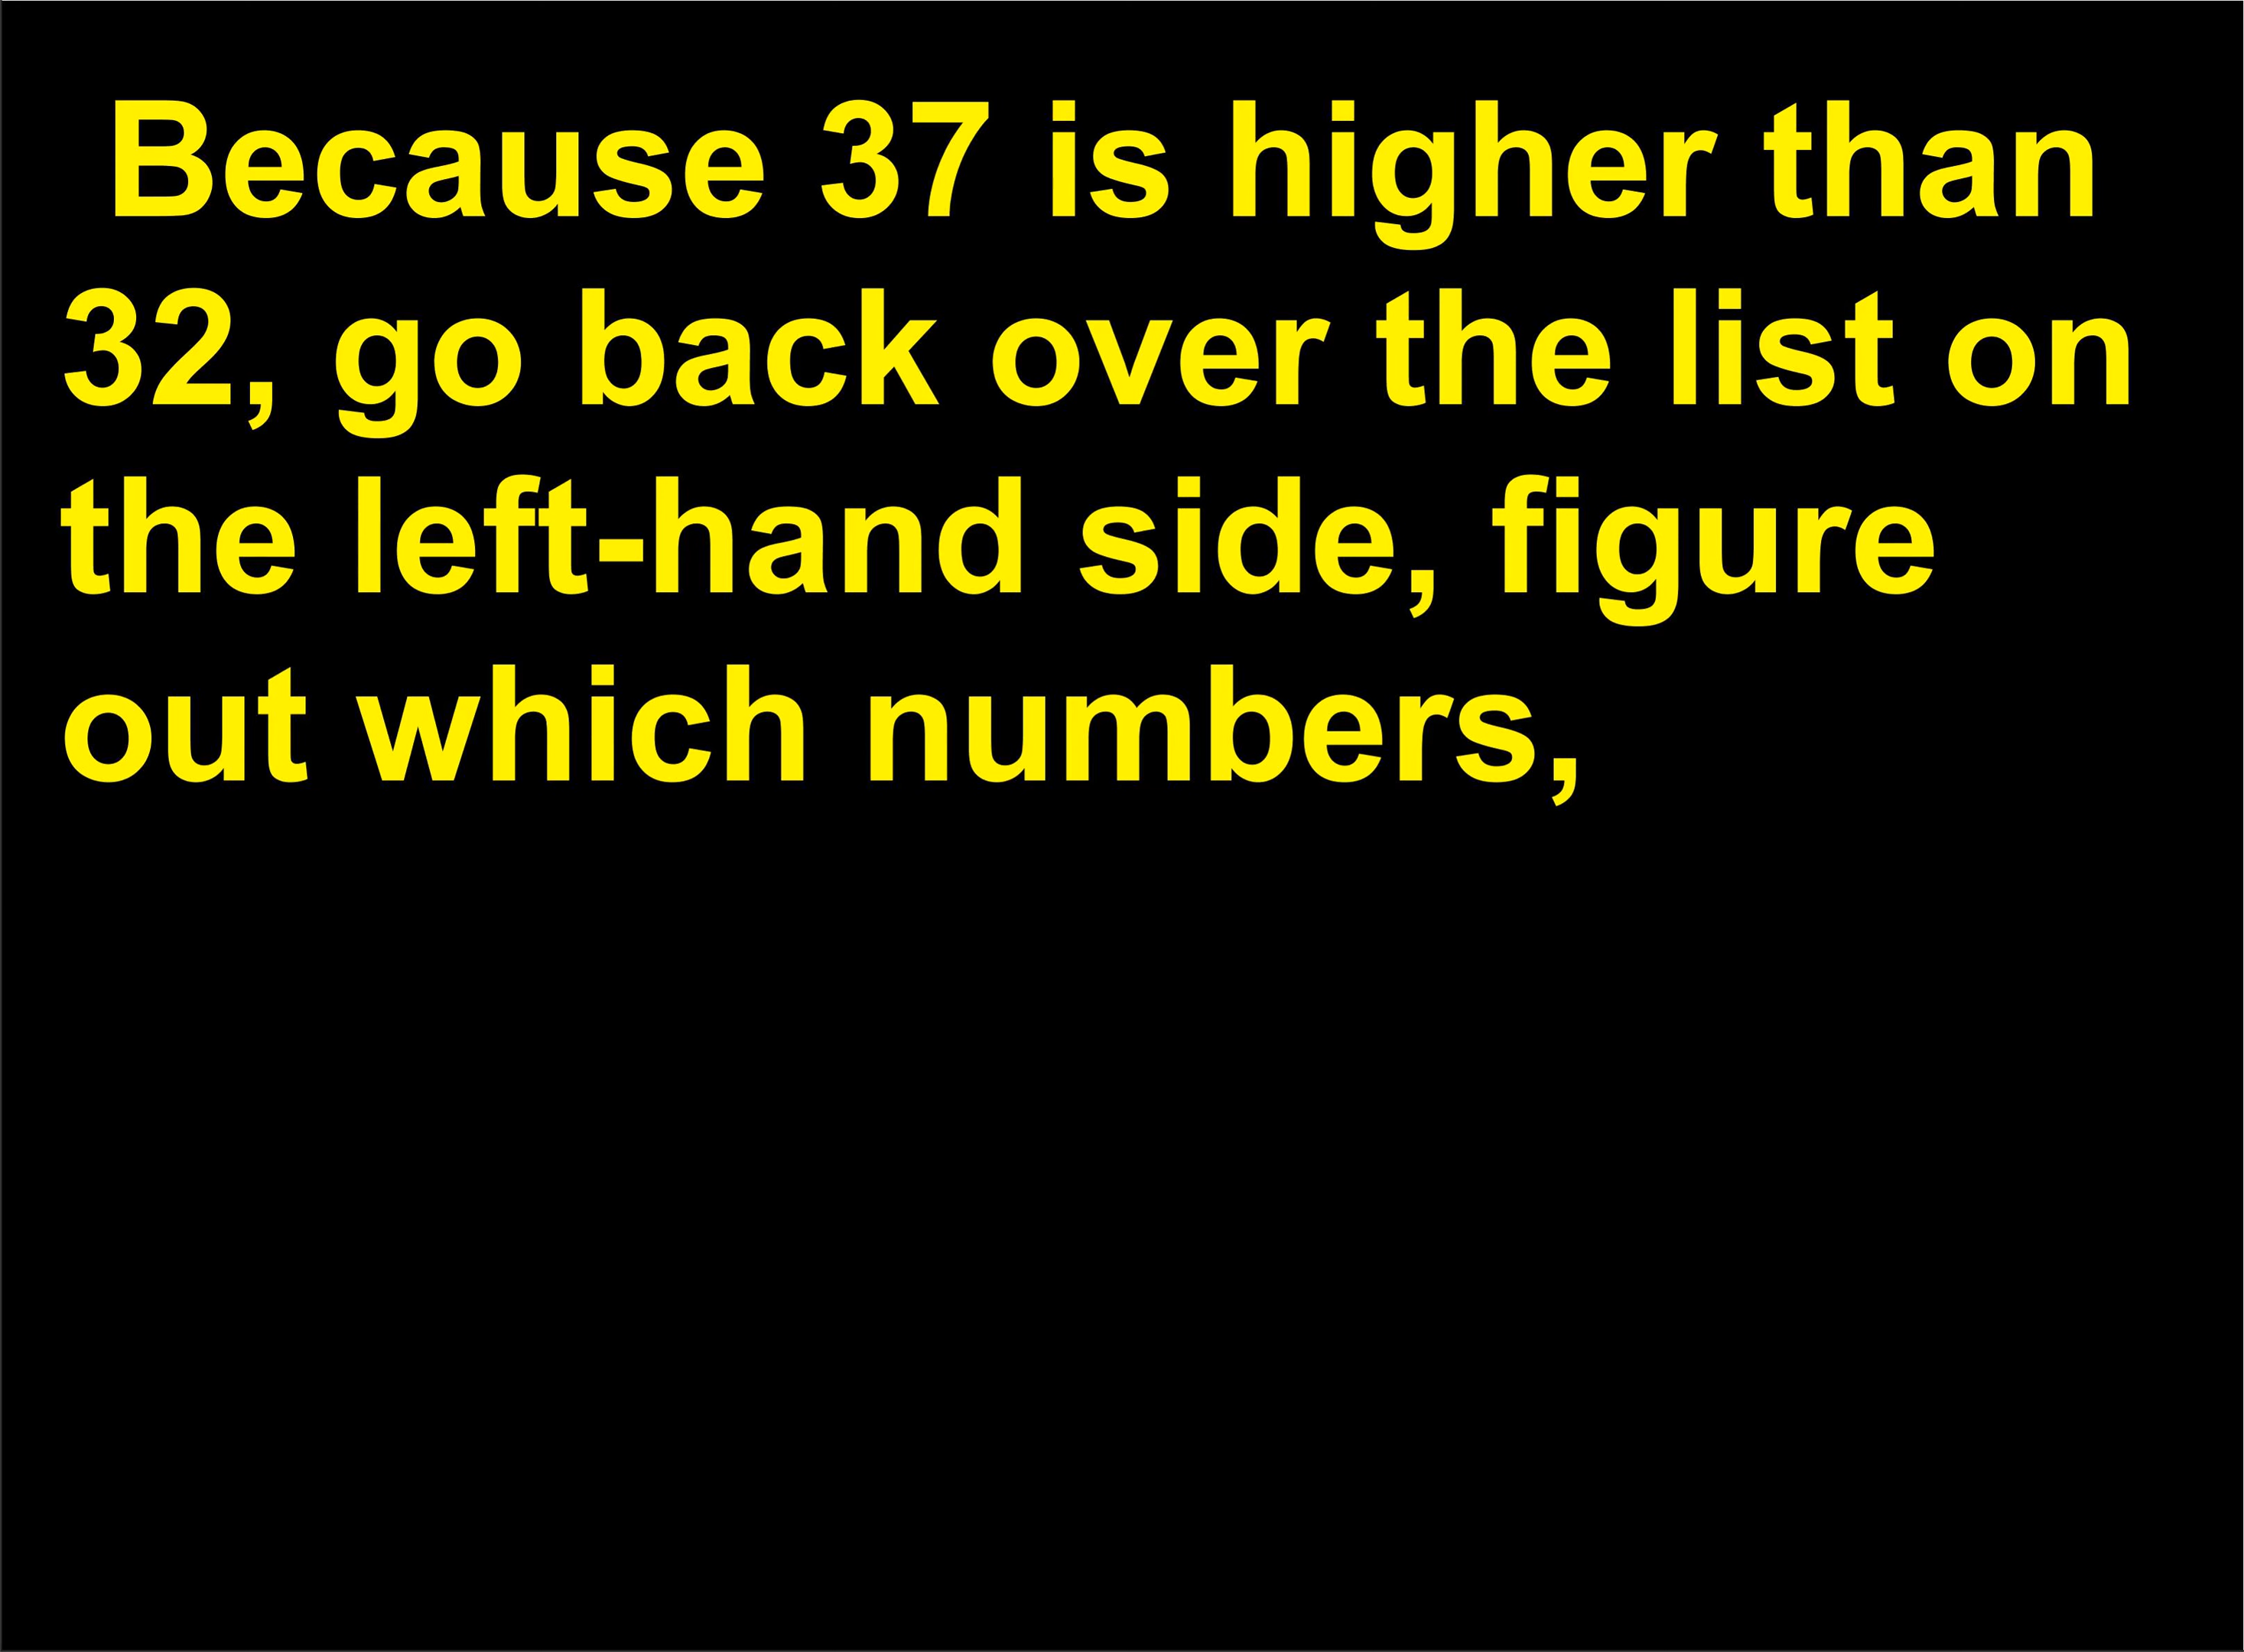 Because 37 is higher than
32, go back over the list on
the left-hand side, figure
out which numbers,